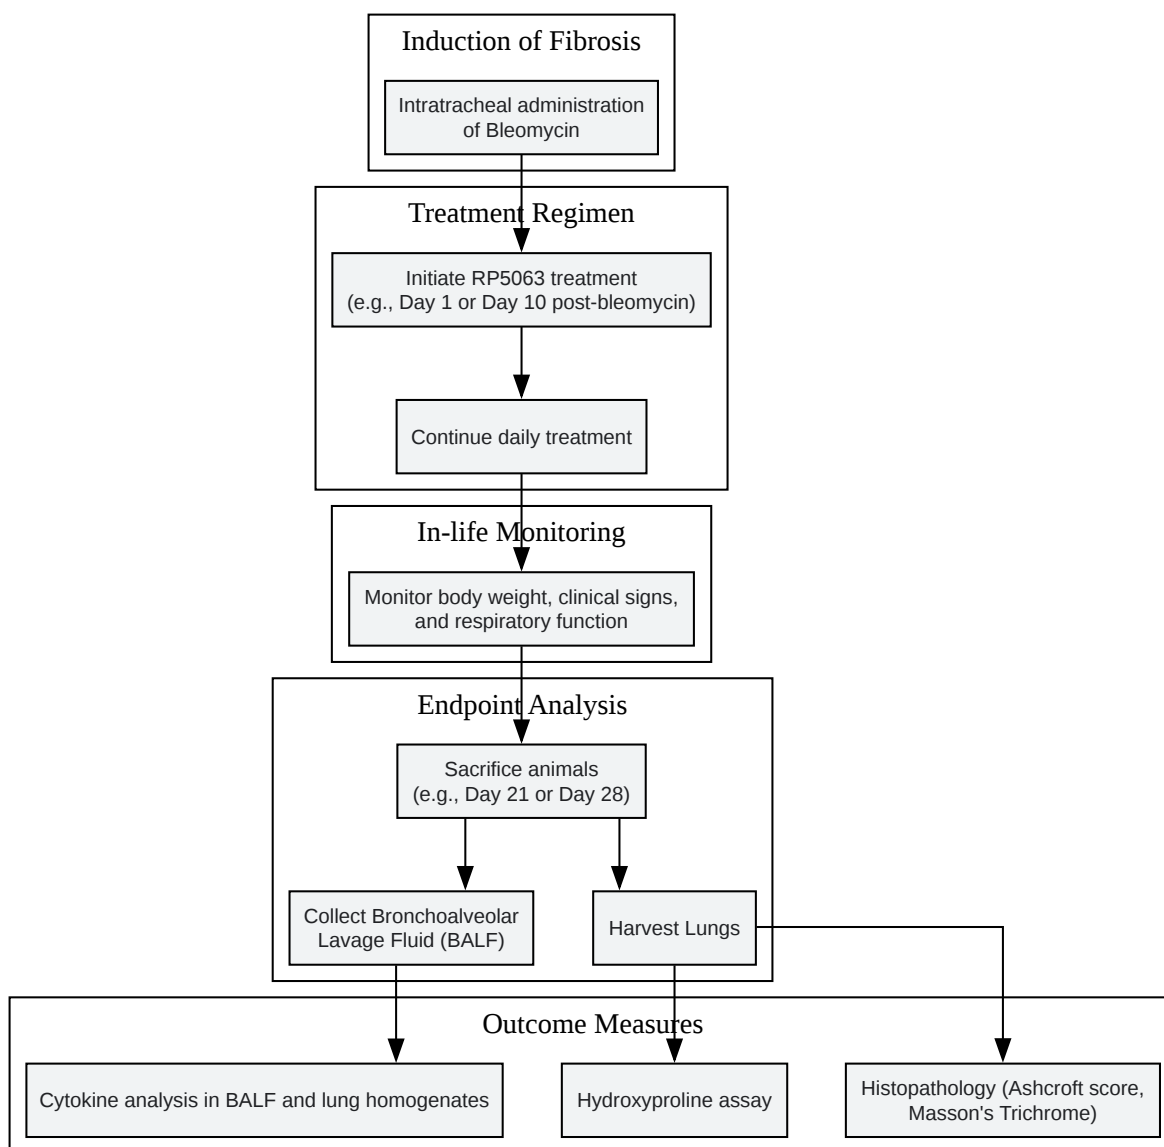 Induction of Fibrosis
Intratracheal administration
of Bleomycin
Treatment Regimen
Initiate RP5063 treatment
(e.g., Day 1 or Day 10 post-bleomycin)
Continue daily treatment
In-life Monitoring
Monitor body weight, clinical signs,
and respiratory function
Endpoint Analysis
Sacrifice animals
(e.g., Day 21 or Day 28)
Collect Bronchoalveolar
Lavage Fluid (BALF)
Harvest Lungs
Outcome Measures
Cytokine analysis in BALF and lung homogenates
Hydroxyproline assay
Histopathology (Ashcroft score,
Masson's Trichrome)